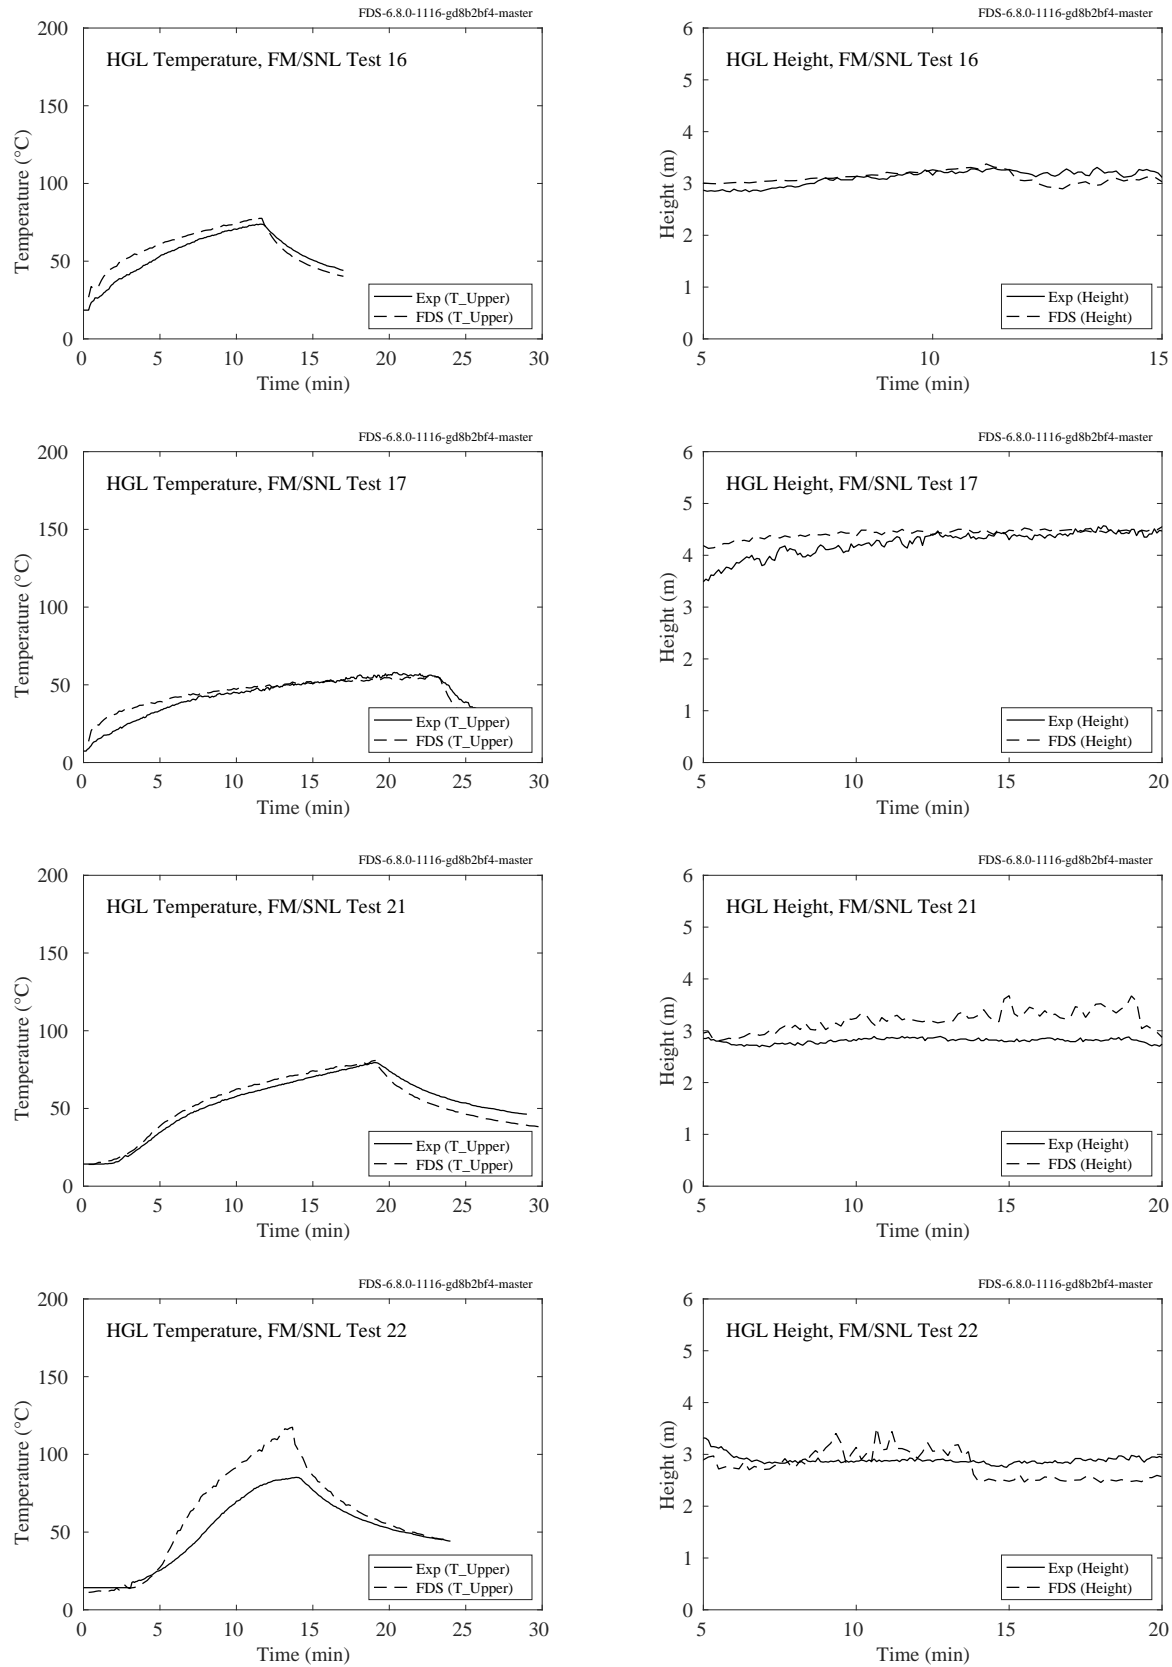 FDS-6.8.0-1116-gd8b2bf4-master
HGL Temperature, FM/SNL Test 16
Temperature (°C)
200
150
100
50
0
0 5 10 15 20 25 30
Time (min)
Exp (T_Upper)
FDS (T_Upper)
FDS-6.8.0-1116-gd8b2bf4-master
HGL Height, FM/SNL Test 16
Height (m)
6
5
4
3
2
1
0
5 10 15
Time (min)
Exp (Height)
FDS (Height)
FDS-6.8.0-1116-gd8b2bf4-master
HGL Temperature, FM/SNL Test 17
Temperature (°C)
200
150
100
50
0
0 5 10 15 20 25 30
Time (min)
Exp (T_Upper)
FDS (T_Upper)
FDS-6.8.0-1116-gd8b2bf4-master
HGL Height, FM/SNL Test 17
Height (m)
6
5
4
3
2
1
0
5 10 15 20
Time (min)
Exp (Height)
FDS (Height)
FDS-6.8.0-1116-gd8b2bf4-master
HGL Temperature, FM/SNL Test 21
Temperature (°C)
200
150
100
50
0
0 5 10 15 20 25 30
Time (min)
Exp (T_Upper)
FDS (T_Upper)
FDS-6.8.0-1116-gd8b2bf4-master
HGL Height, FM/SNL Test 21
Height (m)
6
5
4
3
2
1
0
5 10 15 20
Time (min)
Exp (Height)
FDS (Height)
FDS-6.8.0-1116-gd8b2bf4-master
HGL Temperature, FM/SNL Test 22
Temperature (°C)
200
150
100
50
0
0 5 10 15 20 25 30
Time (min)
Exp (T_Upper)
FDS (T_Upper)
FDS-6.8.0-1116-gd8b2bf4-master
HGL Height, FM/SNL Test 22
Height (m)
6
5
4
3
2
1
0
5 10 15 20
Time (min)
Exp (Height)
FDS (Height)